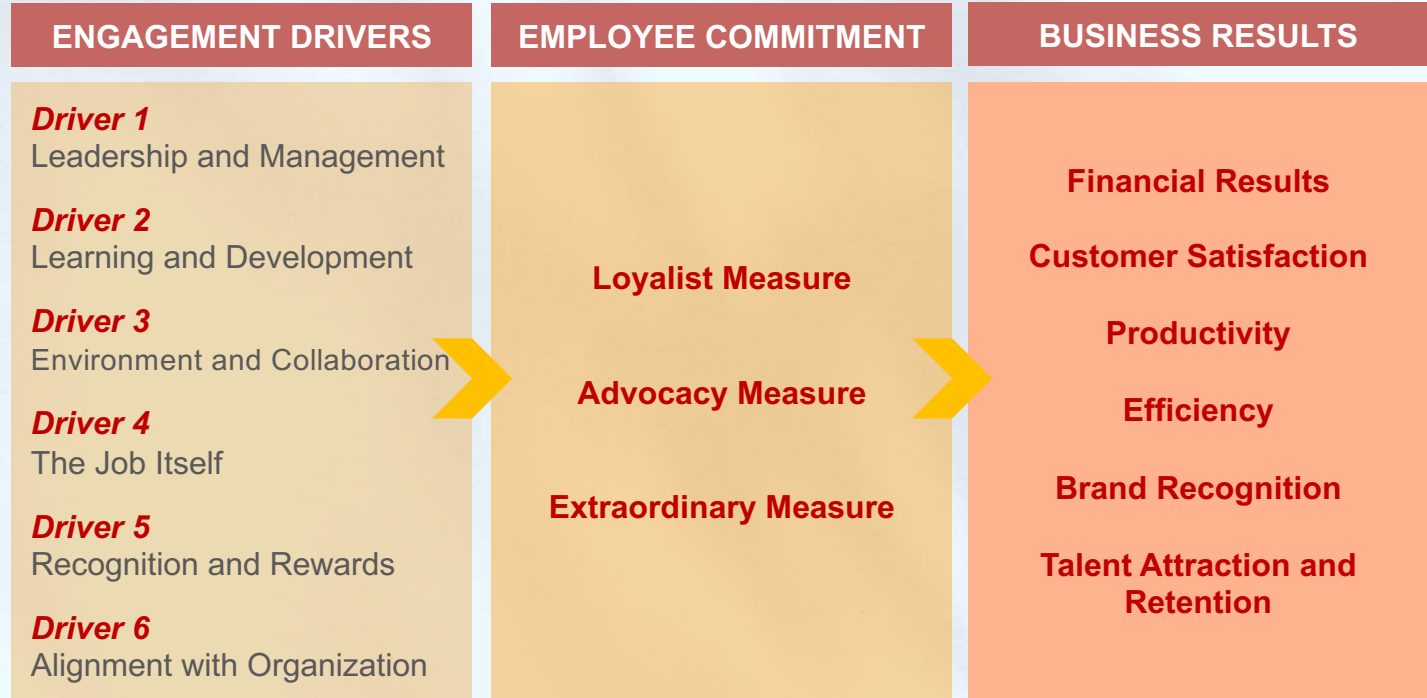 ENGAGEMENT DRIVERS
Driver 1
Leadership and Management
Driver 2
Learning and Development
Driver 3
Environment and Collaboration
Driver 4
The Job Itself
Driver 5
Recognition and Rewards
Driver 6
Alignment with Organization
EMPLOYEE COMMITMENT
Loyalist Measure
Advocacy Measure
Extraordinary Measure
BUSINESS RESULTS
Financial Results
Customer Satisfaction
Productivity
Efficiency
Brand Recognition
Talent Attraction and
Retention